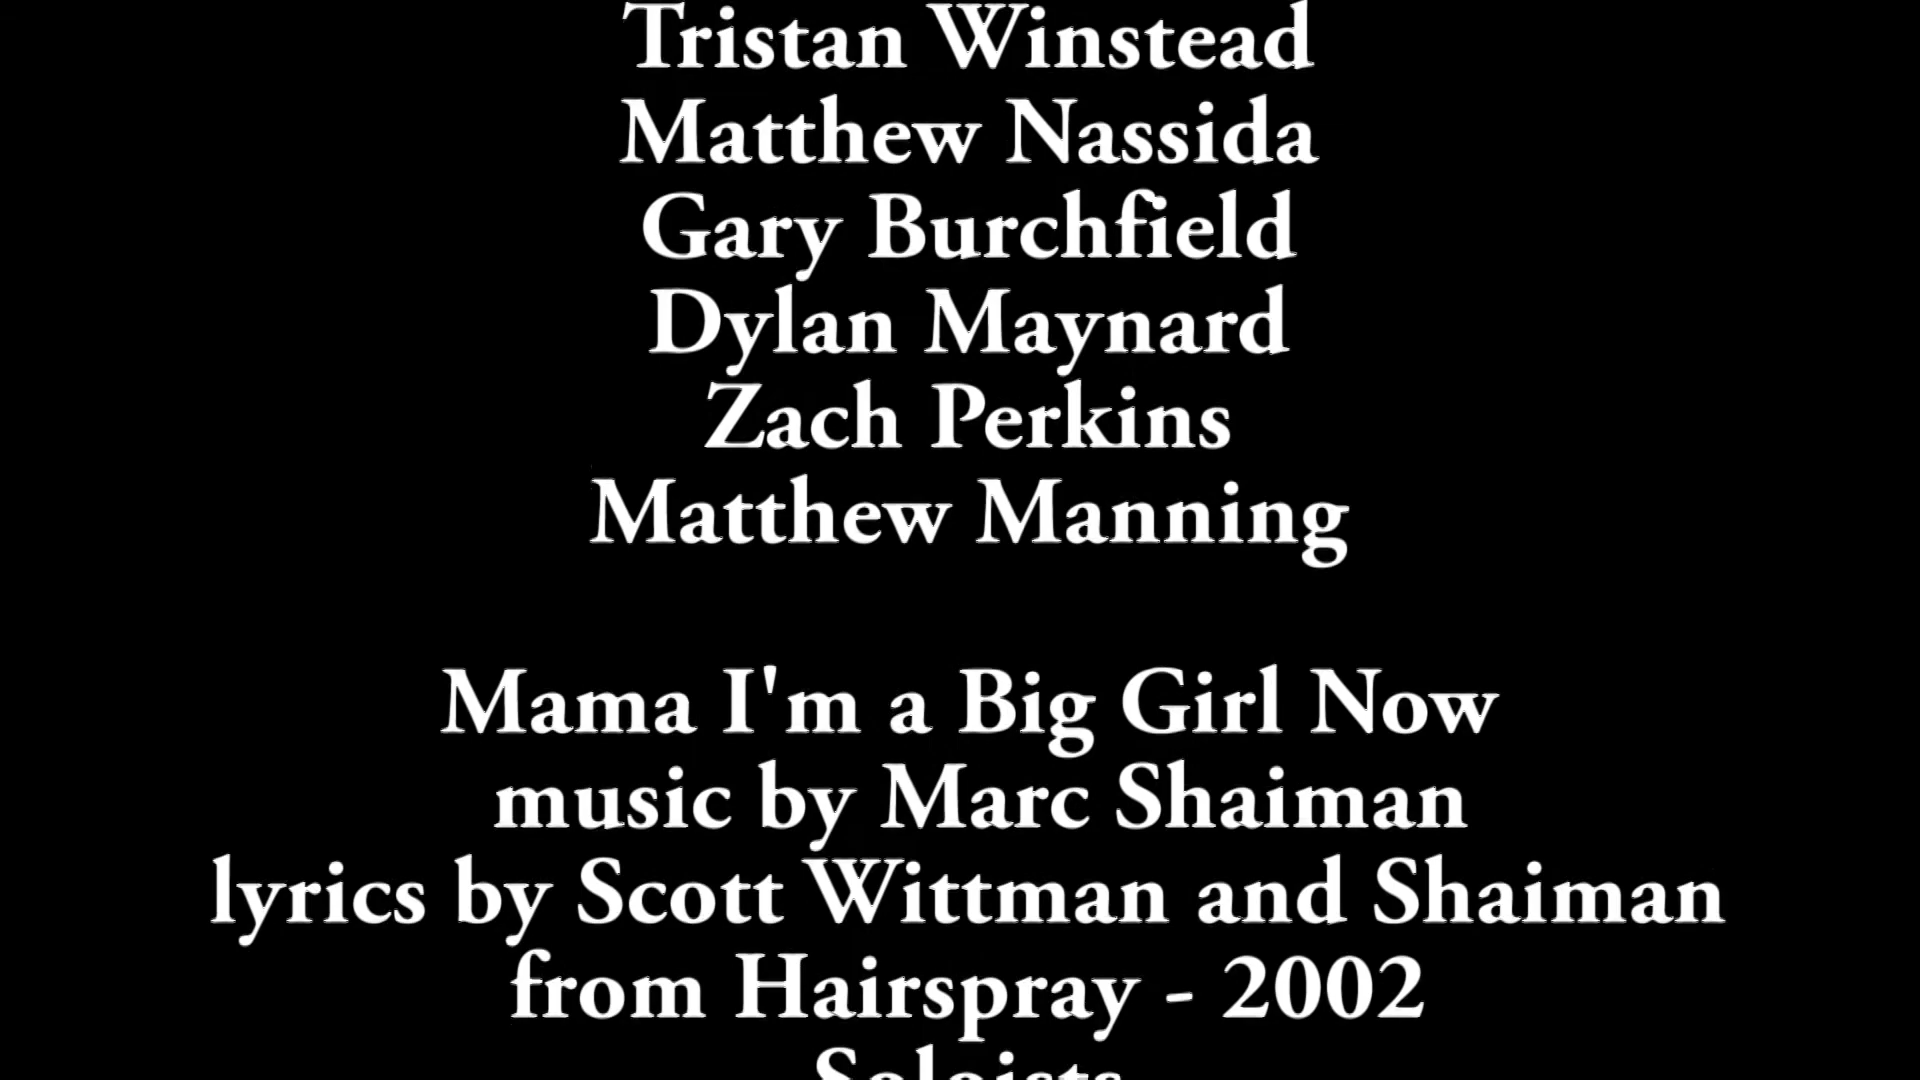 Tristan Winstead
Matthew Nassida
Gary Burchfield
Dylan Maynard
Zach Perkins
Matthew Manning
Mama I'm a Big Girl Now
music by Marc Shaiman
lyrics by Scott Wittman and Shaiman
from Hairspray - 2002
Soloists